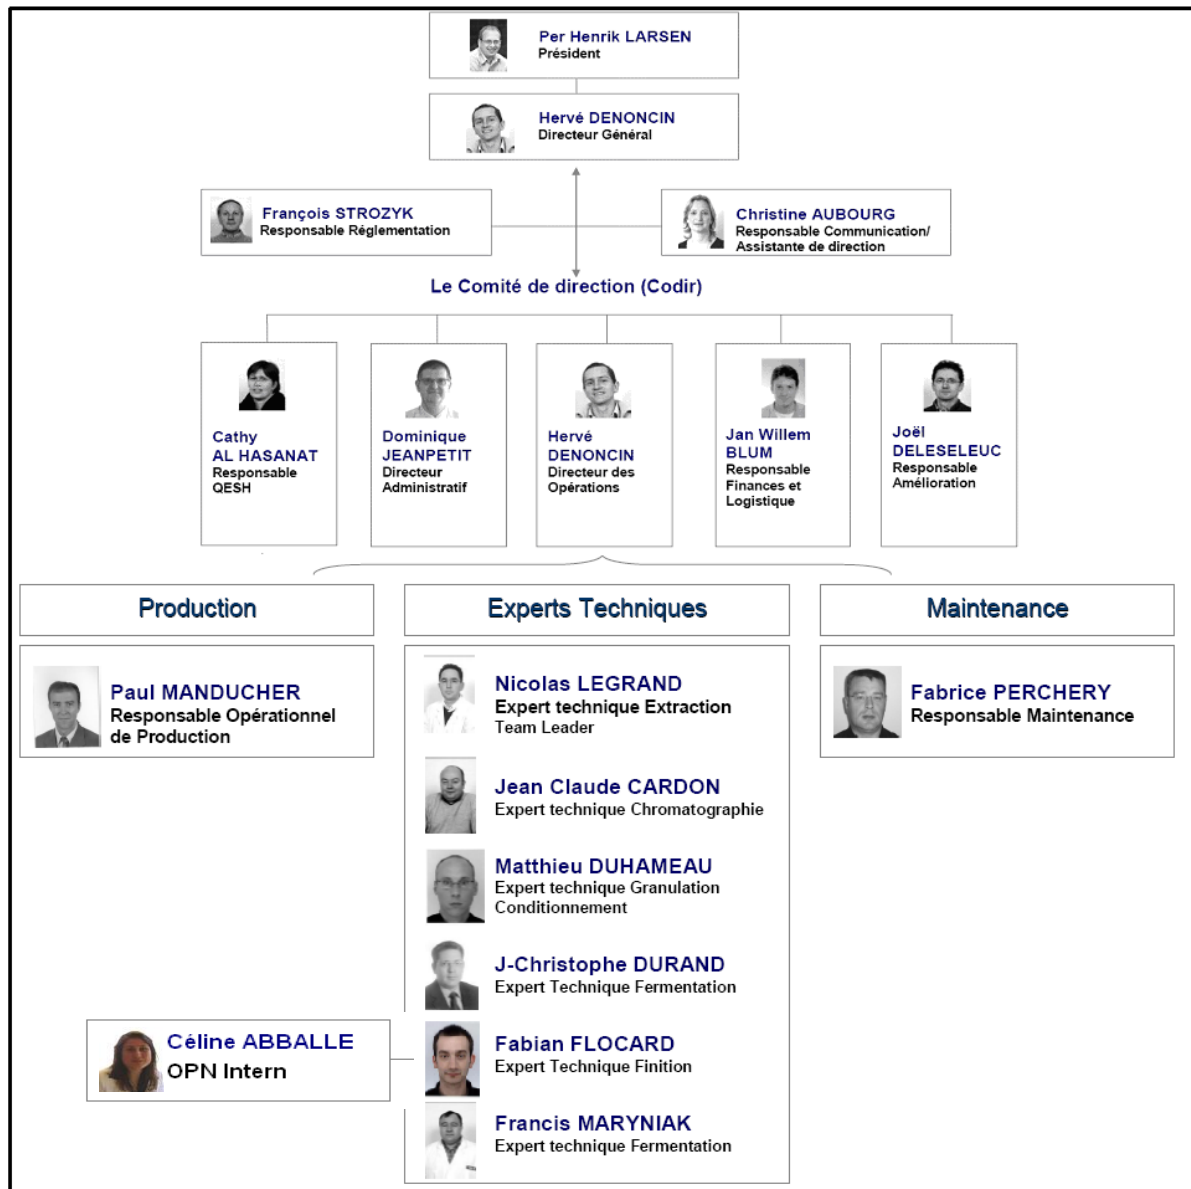 Per Henrik LARSEN
Président
Hervé DENONCIN
Directeur Général
François STROZYK
Responsable Réglementation
Christine AUBOURG
Responsable Communication/
Assistante de direction
Le Comité de direction (Codir)
Cathy
AL HASANAT
Responsable
QESH
Dominique
JEANPETIT
Directeur
Administratif
Hervé
DENONCIN
Directeur des
Opérations
Jan Willem
BLUM
Responsable
Finances et
Logistique
Joël
DELESELEUC
Responsable
Amélioration
Production
Experts Techniques
Maintenance
Paul MANDUCHER
Responsable Opérationnel
de Production
Nicolas LEGRAND
Expert technique Extraction
Team Leader
Fabrice PERCHERY
Responsable Maintenance
Jean Claude CARDON
Expert technique Chromatographie
Matthieu DUHAMEAU
Expert technique Granulation
Conditionnement
J-Christophe DURAND
Expert Technique Fermentation
Céline ABBALLE
OPN Intern
Fabian FLOCARD
Expert Technique Finition
Francis MARYNIAK
Expert technique Fermentation